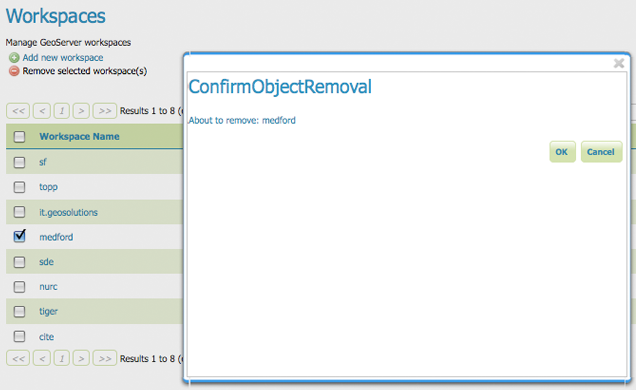 Workspaces
Manage GeoServer workspaces
Add new workspace
Remove selected workspace(s)
<< < 1 > >> Results 1 to 8 (
Workspace Name
sf
topp
it.geosolutions
medford
sde
nurc
tiger
cite
<< < 1 > >> Results 1 to 8 (
ConfirmObjectRemoval
About to remove: medford
OK Cancel